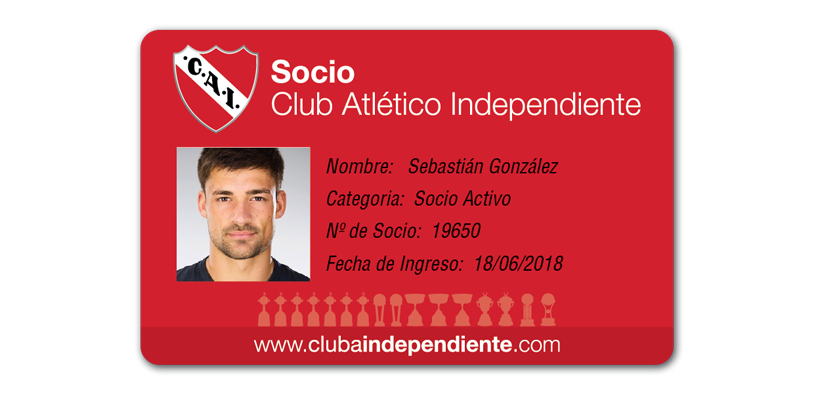 C.A.I.
Socio
Club Atlético Independiente
Nombre: Sebastián González
Categoria: Socio Activo
Nº de Socio: 19650
Fecha de Ingreso: 18/06/2018
www.clubaindependiente.com